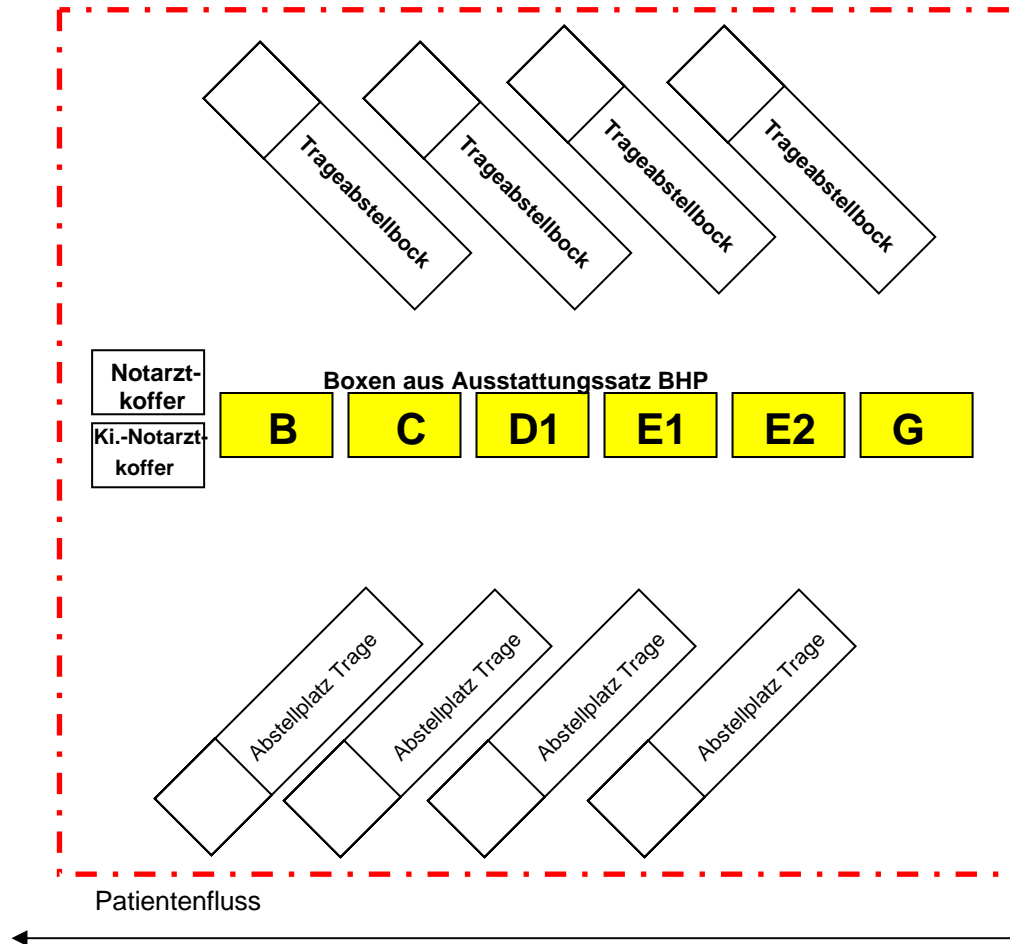 Trageabstellbock
Trageabstellbock
Trageabstellbock
Trageabstellbock
Notarzt-
koffer
Ki.-Notarzt-
koffer
Boxen aus Ausstattungssatz BHP
B C D1 E1 E2 G
Abstellplatz Trage
Abstellplatz Trage
Abstellplatz Trage
Abstellplatz Trage
Patientenfluss